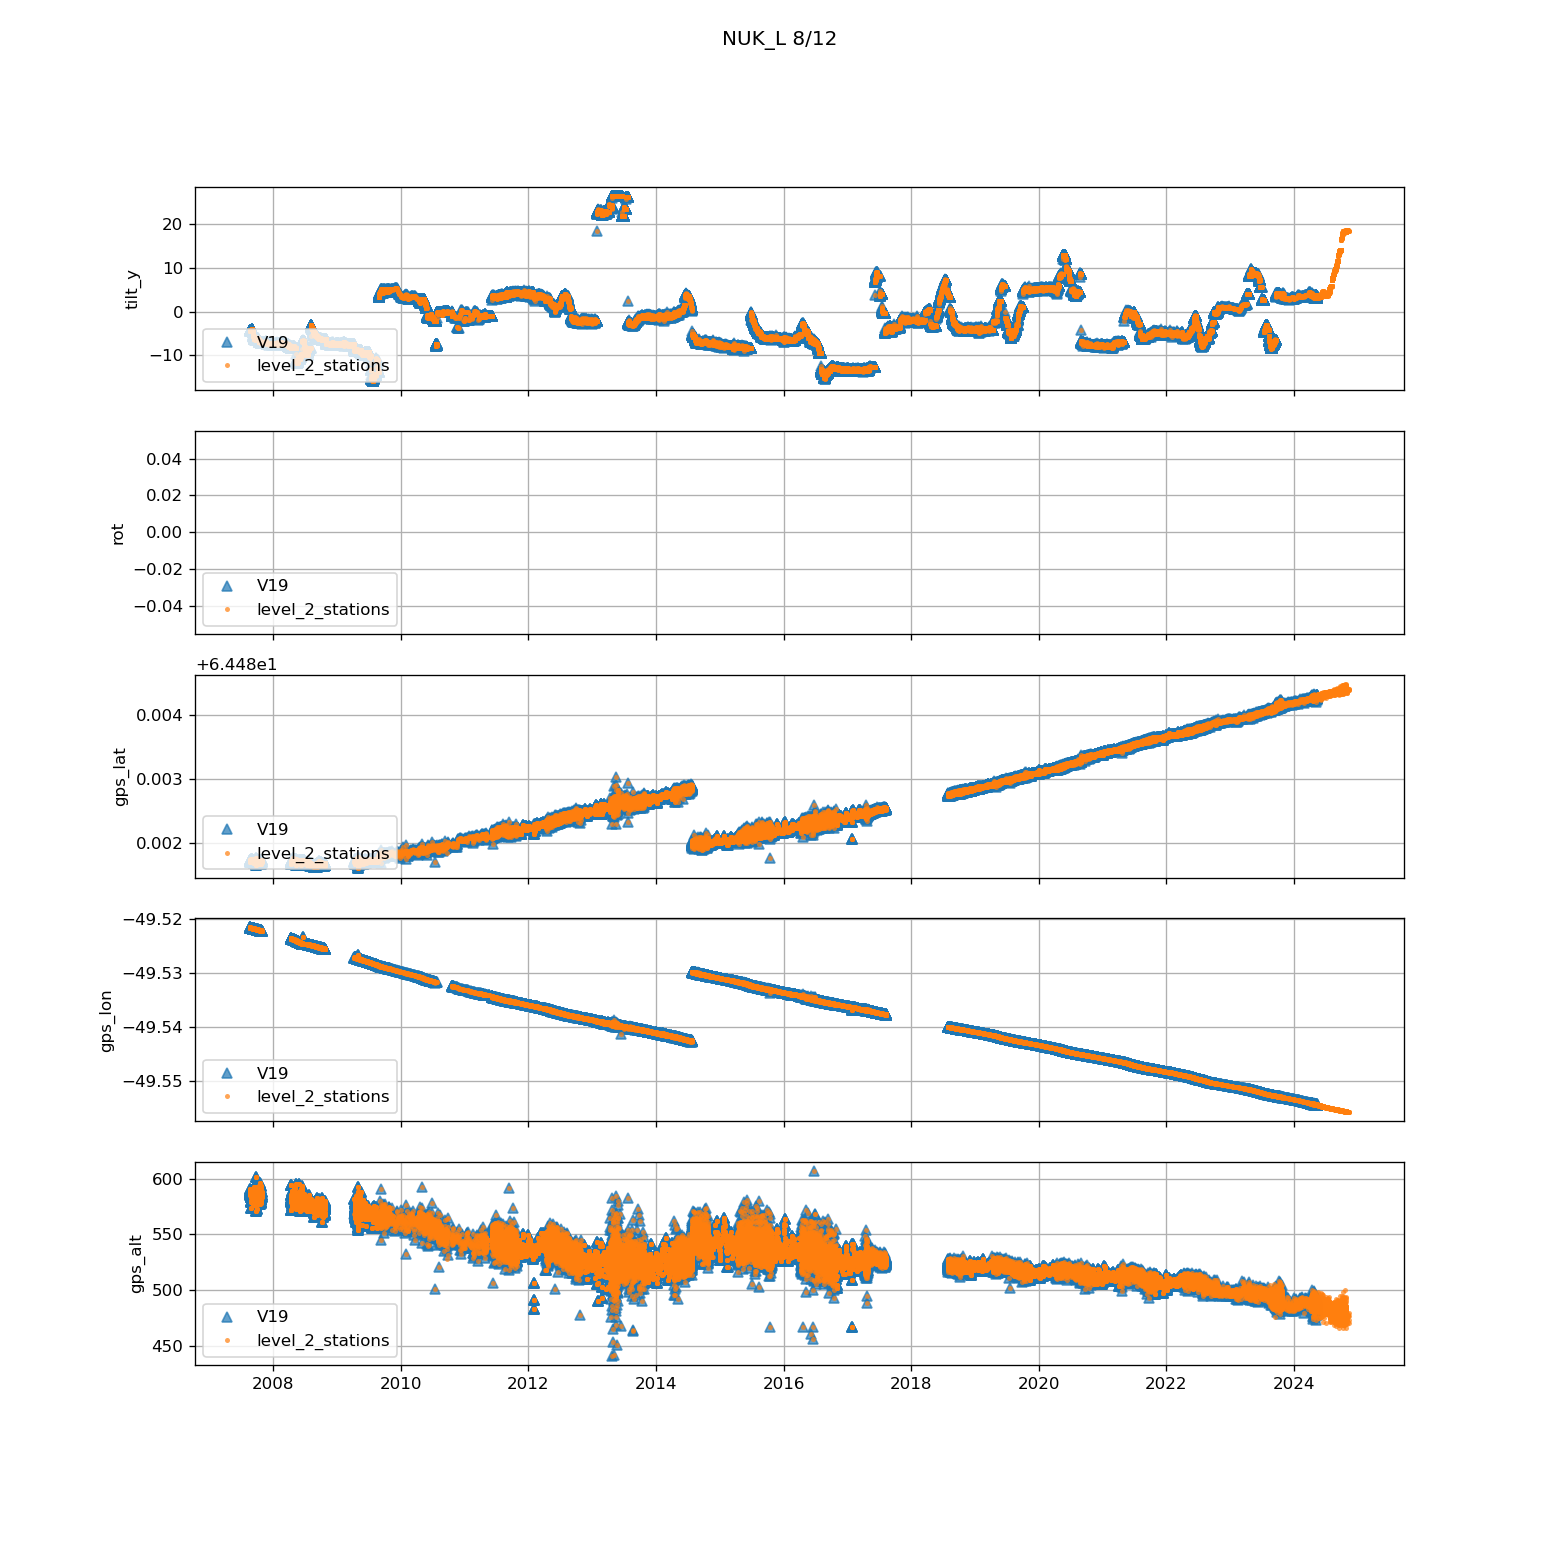 NUK_L 8/12
20
10
0
−10
tilt_y
V19
level_2_stations
0.04
0.02
0.00
−0.02
−0.04
rot
V19
level_2_stations
+6.448e1
0.004
0.003
0.002
gps_lat
V19
level_2_stations
−49.52
−49.53
−49.54
−49.55
gps_lon
V19
level_2_stations
600
550
500
450
gps_alt
V19
level_2_stations
2008 2010 2012 2014 2016 2018 2020 2022 2024